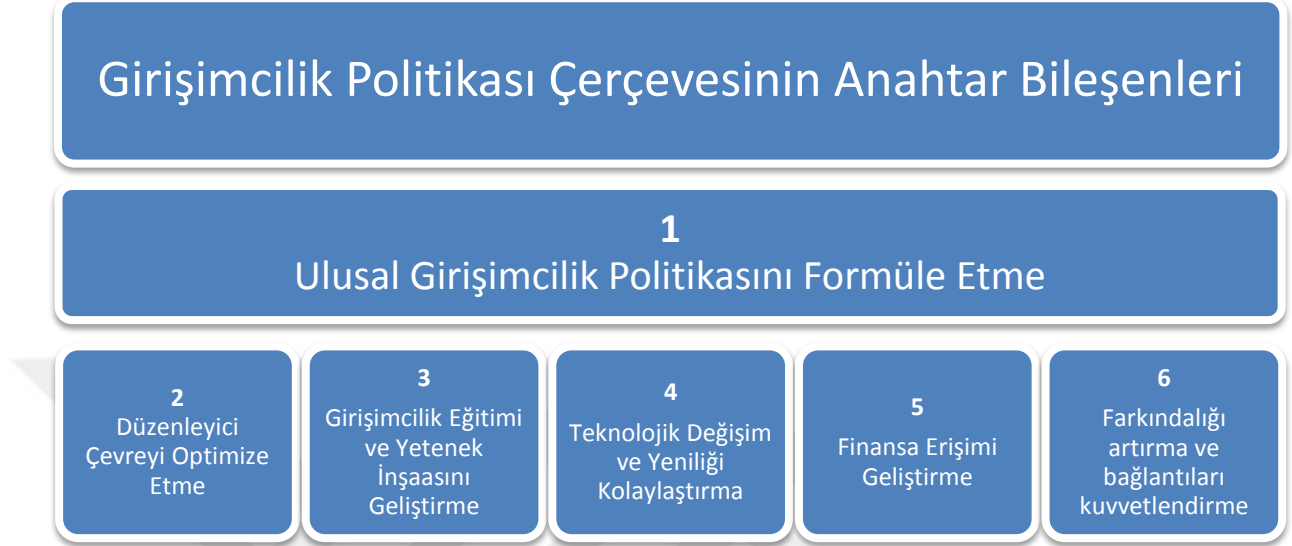 Girişimcilik Politikası Çerçevesinin Anahtar Bileşenleri
1
Ulusal Girişimcilik Politikasını Formüle Etme
2
Düzenleyici
Çevreyi Optimize
Etme
3
Girişimcilik Eğitimi
ve Yetenek
İnşaasını
Geliştirme
4
Teknolojik Değişim
ve Yeniliği
Kolaylaştırma
5
Finansa Erişimi
Geliştirme
6
Farkındalığı
artırma ve
bağlantıları
kuvvetlendirme